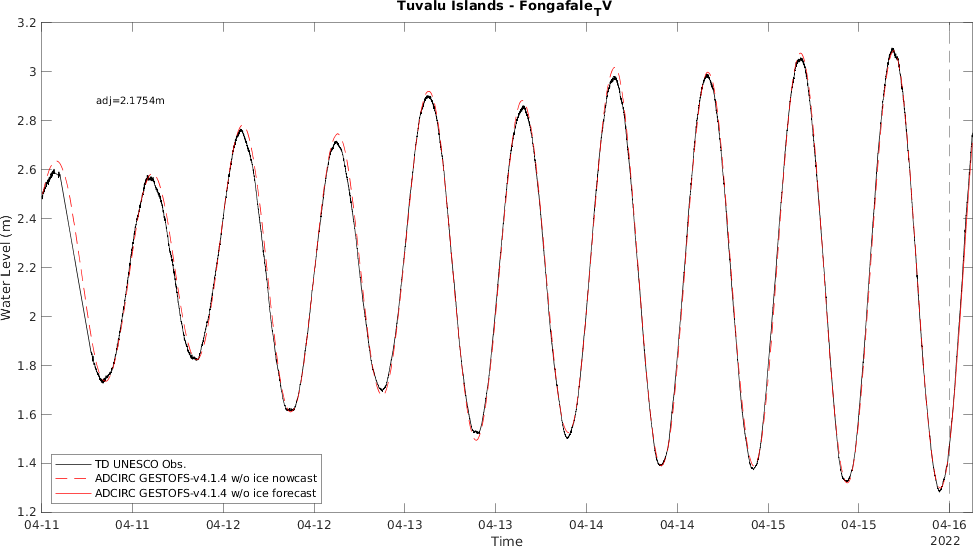 Tuvalu Islands - Fongafale_TV
3.2
3
2.8
2.6
2.4
2.2
2
1.8
1.6
1.4
1.2
Water Level (m)
adj=2.1754m
TD UNESCO Obs.
ADCIRC GESTOFS-v4.1.4 w/o ice nowcast
ADCIRC GESTOFS-v4.1.4 w/o ice forecast
04-11 04-11 04-12 04-12 04-13 04-13 04-14 04-14 04-15 04-15 04-16
2022
Time